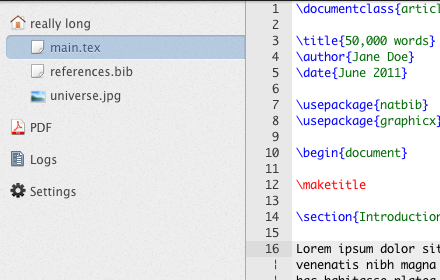 really long
main.tex
references.bib
universe.jpg
PDF
Logs
Settings
1 \documentclass{articl
2
3 \title{50,000 words}
4 \author{Jane Doe}
5 \date{June 2011}
6
7 \usepackage{natbib}
8 \usepackage{graphicx}
9
10 \begin{document}
11
12 \maketitle
13
14 \section{Introduction
15
16 Lorem ipsum dolor sit
venenatis nibh magna